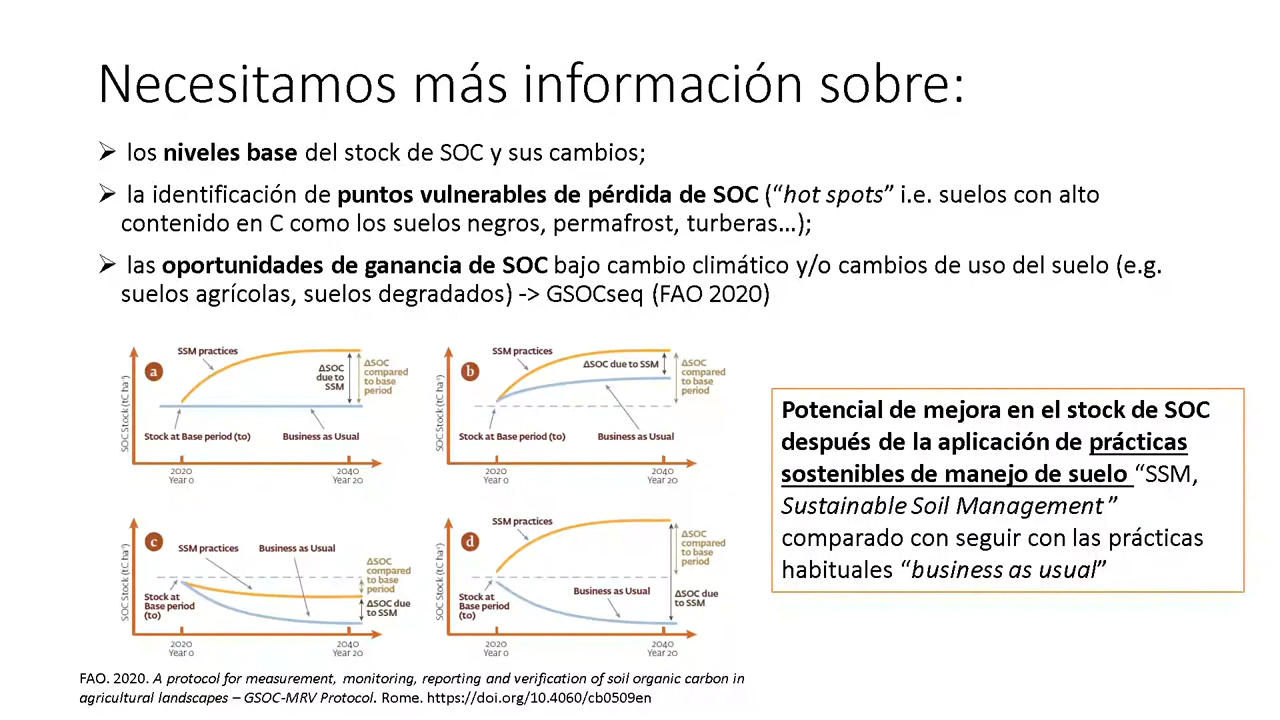 Necesitamos más información sobre:
➢ los niveles base del stock de SOC y sus cambios;
➢ la identificación de puntos vulnerables de pérdida de SOC (“hot spots” i.e. suelos con alto
contenido en C como los suelos negros, permafrost, turberas…);
➢ las oportunidades de ganancia de SOC bajo cambio climático y/o cambios de uso del suelo (e.g.
suelos agrícolas, suelos degradados) -> GSOCseq (FAO 2020)
a
SOC Stock (tC ha⁻¹)
SSM practices
ΔSOC
due to
SSM
ΔSOC
compared
to base
period
Stock at Base period (to)
Business as Usual
2020
Year 0
2040
Year 20
b
SOC Stock (tC ha⁻¹)
SSM practices
ΔSOC due to SSM
ΔSOC
compared
to base
period
Stock at Base period (to)
Business as Usual
2020
Year 0
2040
Year 20
c
SOC Stock (tC ha⁻¹)
SSM practices
Business as Usual
ΔSOC
compared
to base
period
ΔSOC due
to SSM
Stock at
Base period
(to)
2020
Year 0
2040
Year 20
d
SOC Stock (tC ha⁻¹)
SSM practices
ΔSOC
compared
to base
period
Stock at
Base period
(to)
Business as Usual
ΔSOC due
to SSM
2020
Year 0
2040
Year 20
Potencial de mejora en el stock de SOC
después de la aplicación de prácticas
sostenibles de manejo de suelo “SSM,
Sustainable Soil Management”
comparado con seguir con las prácticas
habituales “business as usual”
FAO. 2020. A protocol for measurement, monitoring, reporting and verification of soil organic carbon in
agricultural landscapes – GSOC-MRV Protocol. Rome. https://doi.org/10.4060/cb0509en